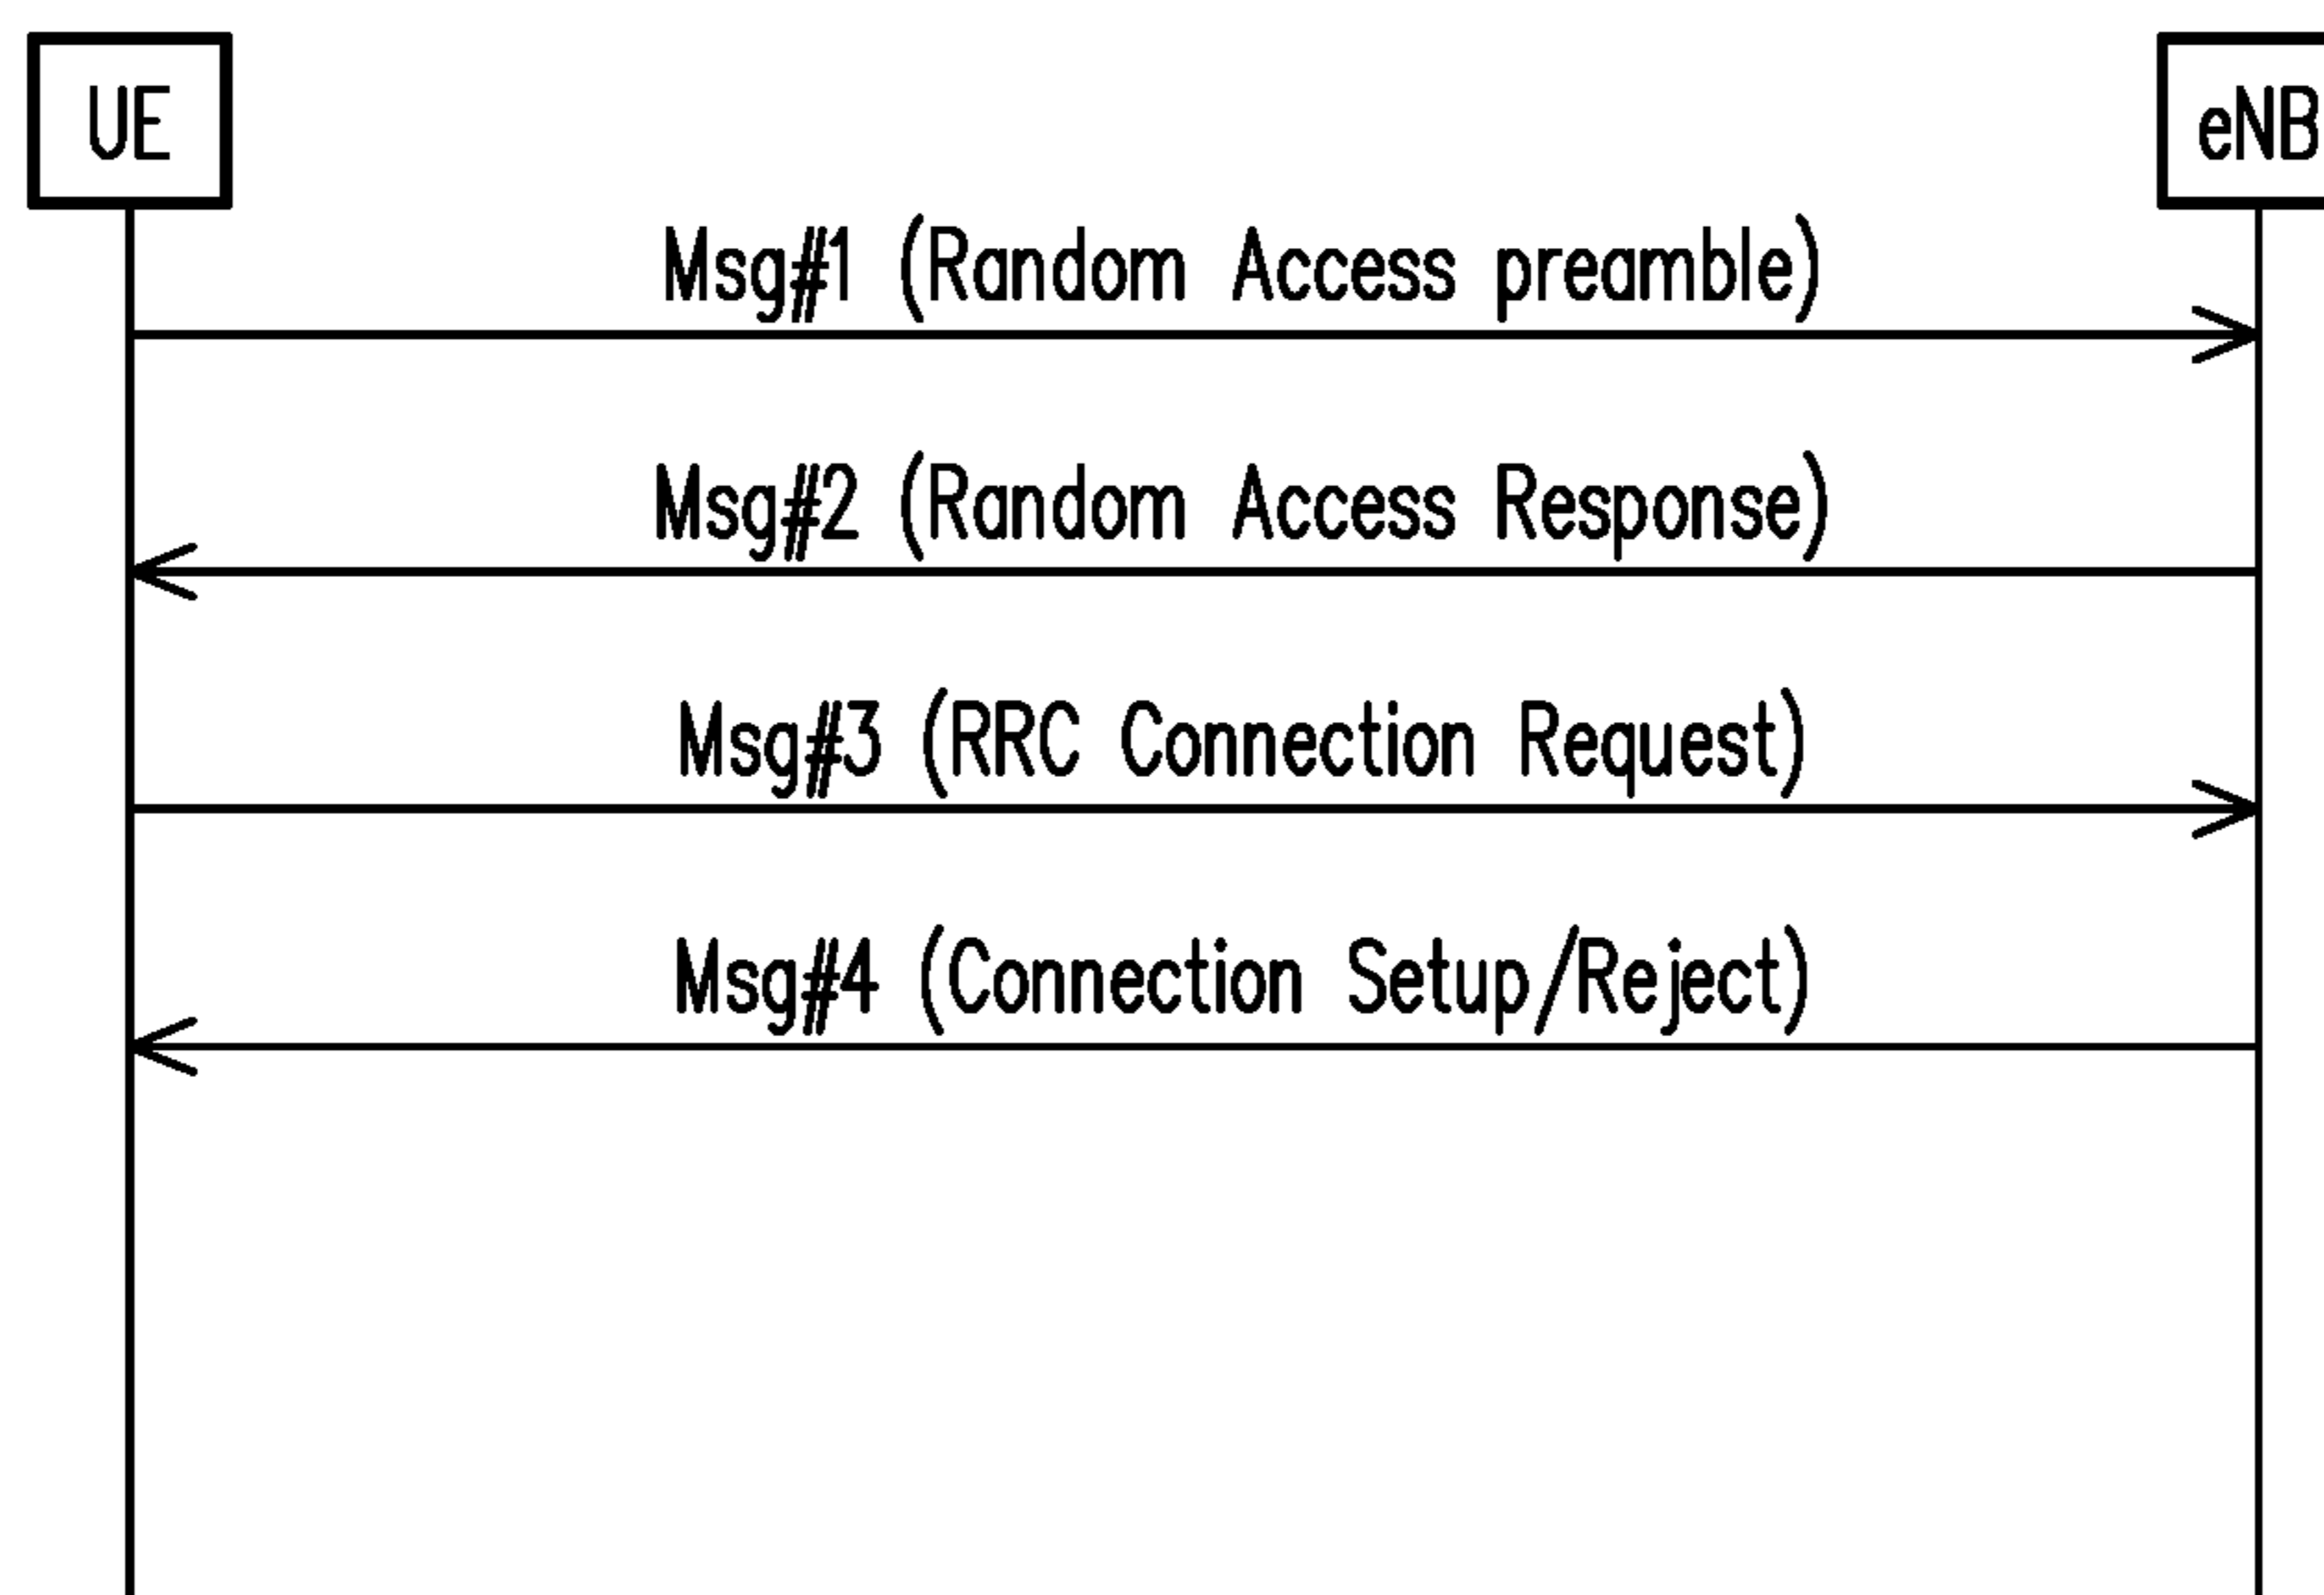 UE
eNB
Msg#1 (Random Access preamble)
Msg#2 (Random Access Response)
Msg#3 (RRC Connection Request)
Msg#4 (Connection Setup/Reject)